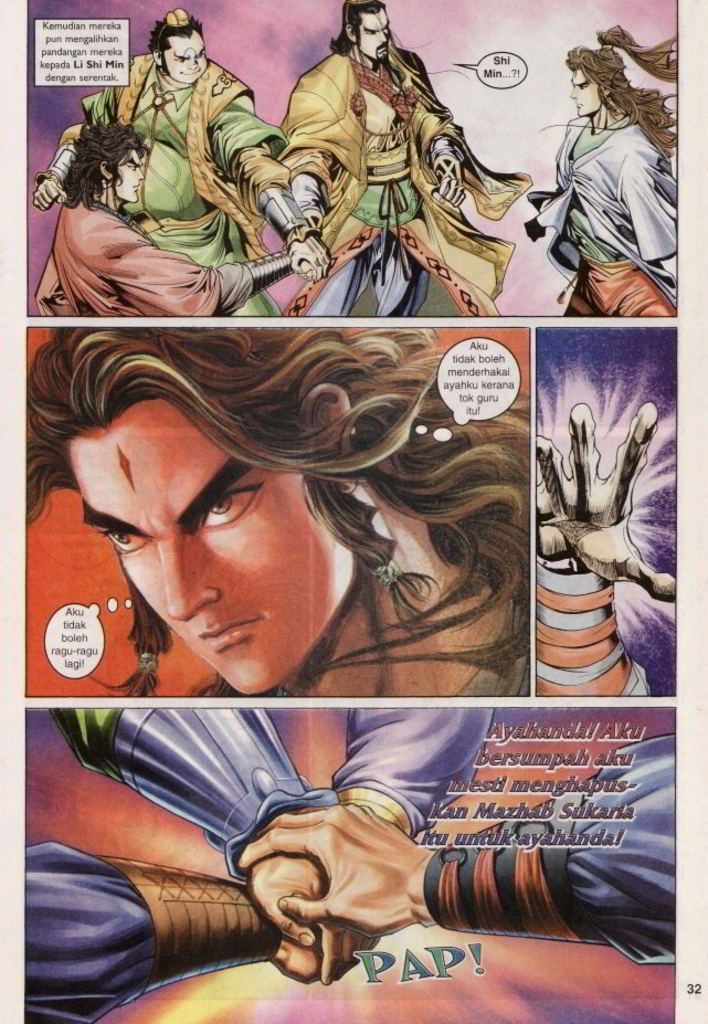 Kemudian mereka
pun mengalihkan
pandangan mereka
kepada Li Shi Min
dengan serentak.
Shi
Min...?!
Aku
tidak boleh
menderhakai
ayahku kerana
tok guru
itu!
Aku
tidak
boleh
ragu-ragu
lagi!
Ayahanda! Aku
bersumpah aku
mesti menghapus-
kan Mazhab Sukaria
itu untuk ayahanda!
PAP!
32